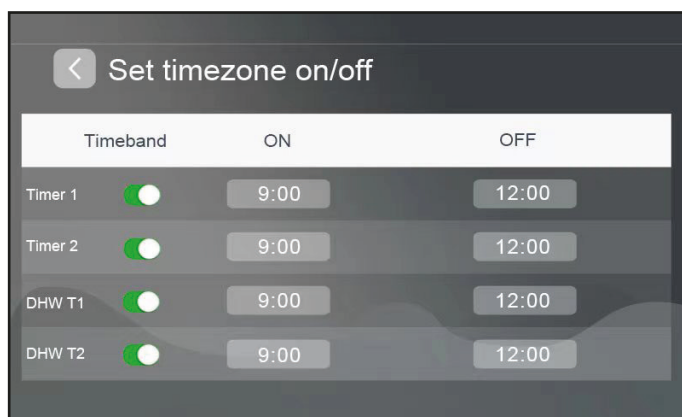 Set timezone on/off
Timeband ON OFF
Timer 1 9:00 12:00
Timer 2 9:00 12:00
DHW T1 9:00 12:00
DHW T2 9:00 12:00